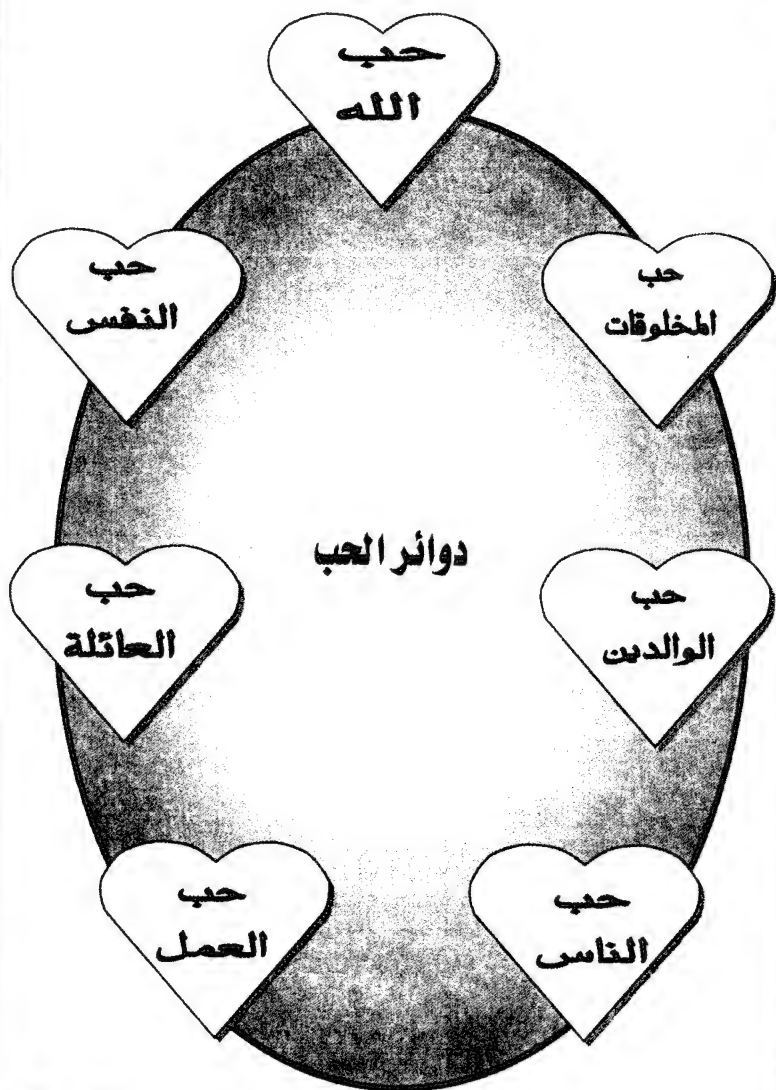 حب
الله
حب
المخلوقات
حب
النفس
دوائر الحب
حب
الوالدين
حب
العائلة
حب
الناس
حب
العمل